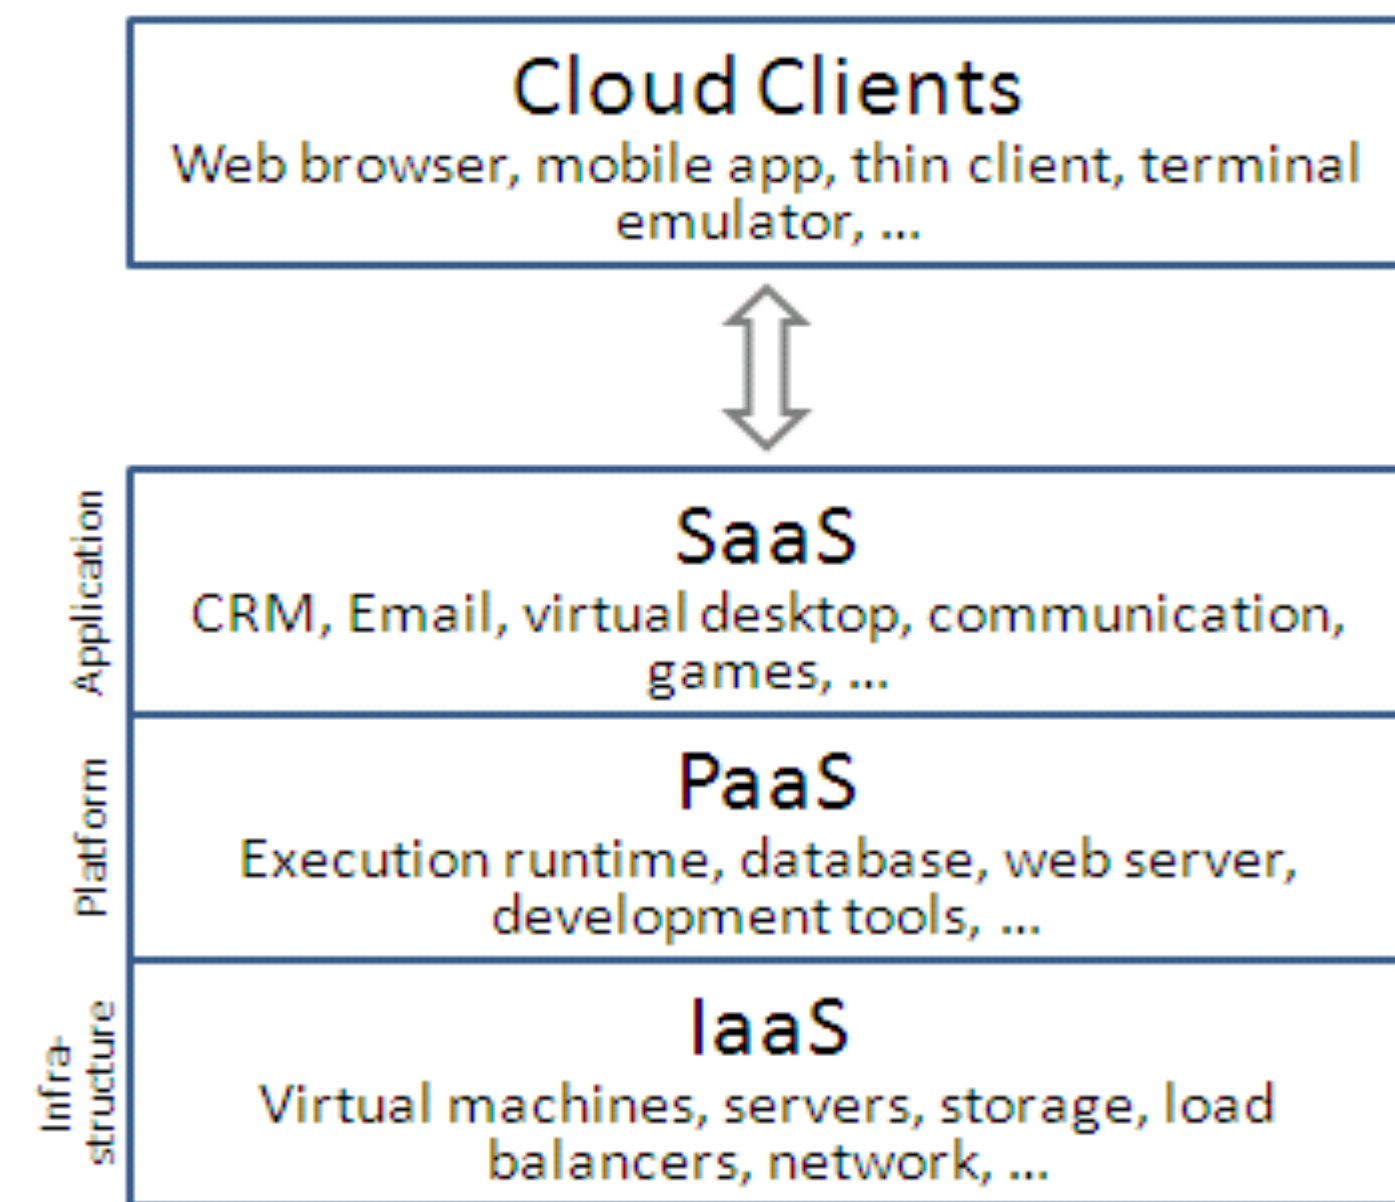 Cloud Clients
Web browser, mobile app, thin client, terminal
emulator, ...
Application
SaaS
CRM, Email, virtual desktop, communication,
games, ...
Platform
PaaS
Execution runtime, database, web server,
development tools, ...
Infra-
structure
IaaS
Virtual machines, servers, storage, load
balancers, network, ...